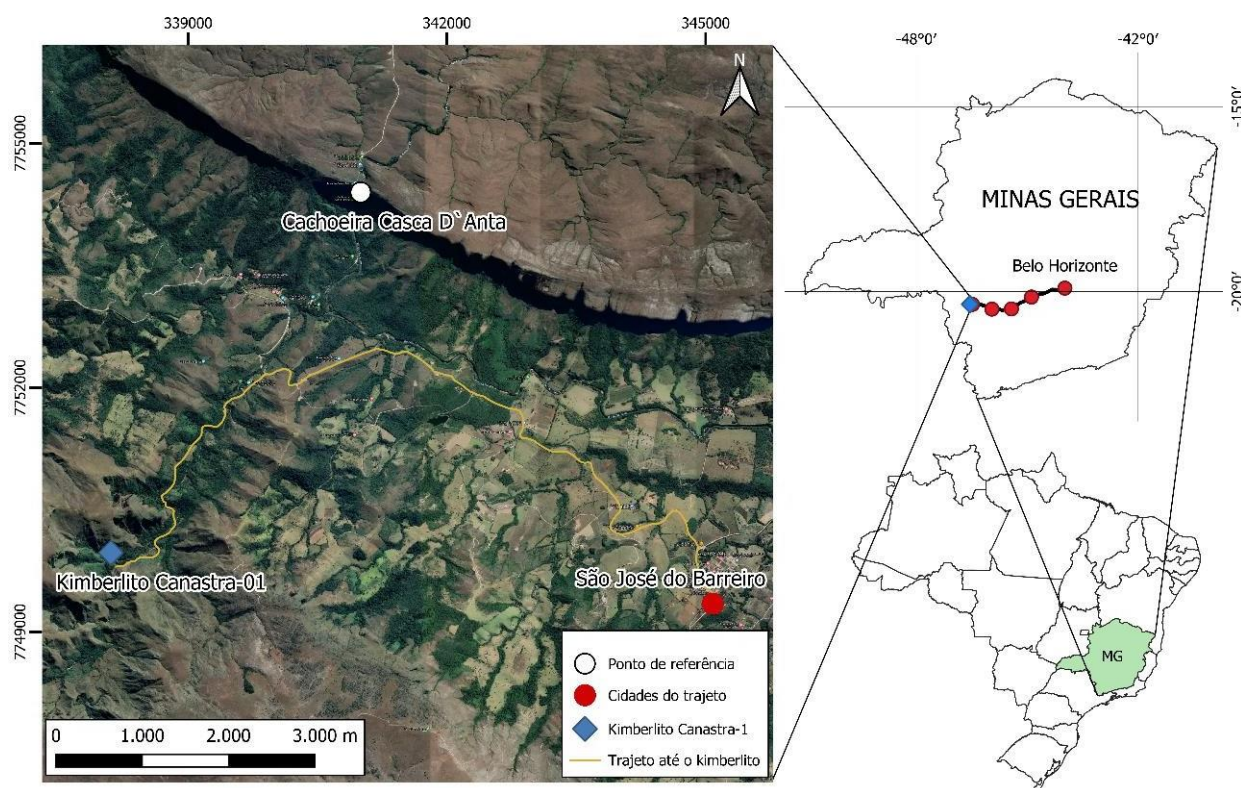 339000
342000
345000
7755000
7752000
7749000
N
Cachoeira Casca D`Anta
Kimberlito Canastra-01
São José do Barreiro
Ponto de referência
Cidades do trajeto
Kimberlito Canastra-1
Trajeto até o kimberlito
0 1.000 2.000 3.000 m
-48°0' -42°0'
-15°0'
-20°0'
MINAS GERAIS
Belo Horizonte
MG